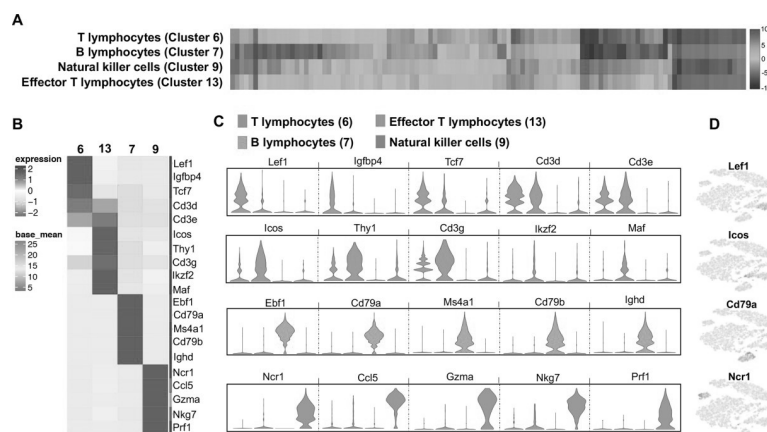 A
T lymphocytes (Cluster 6)
B lymphocytes (Cluster 7)
Natural killer cells (Cluster 9)
Effector T lymphocytes (Cluster 13)
10
5
0
-5
-10
B
expression
2
1
0
−1
−2
base_mean
25
20
15
10
5
6 13 7 9
Lef1
Igfbp4
Tcf7
Cd3d
Cd3e
Icos
Thy1
Cd3g
Ikzf2
Maf
Ebf1
Cd79a
Ms4a1
Cd79b
Ighd
Ncr1
Ccl5
Gzma
Nkg7
Prf1
C
T lymphocytes (6) Effector T lymphocytes (13)
B lymphocytes (7) Natural killer cells (9)
Lef1 Igfbp4 Tcf7 Cd3d Cd3e
Icos Thy1 Cd3g Ikzf2 Maf
Ebf1 Cd79a Ms4a1 Cd79b Ighd
Ncr1 Ccl5 Gzma Nkg7 Prf1
D
Lef1
Icos
Cd79a
Ncr1